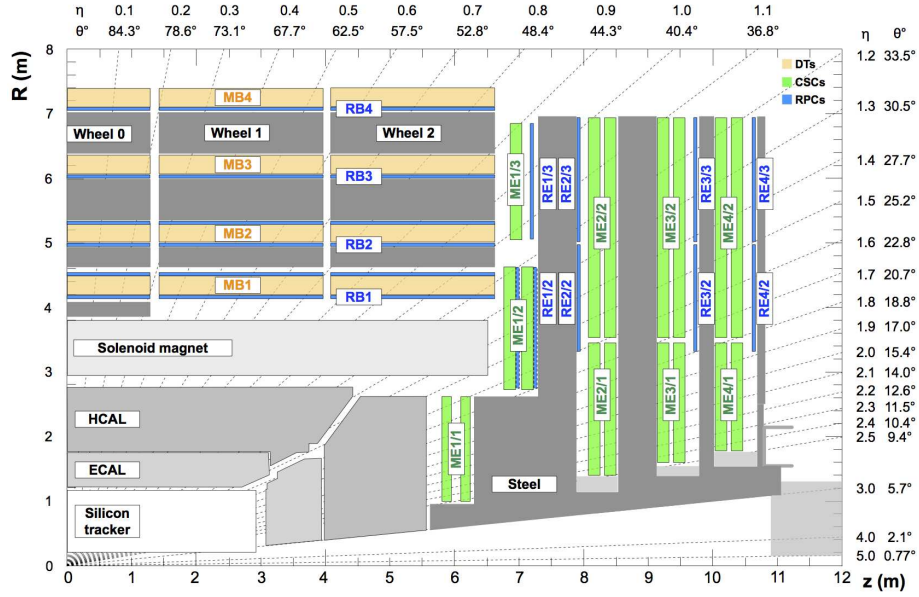 η 0.1 0.2 0.3 0.4 0.5 0.6 0.7 0.8 0.9 1.0 1.1 η θ°
θ° 84.3° 78.6° 73.1° 67.7° 62.5° 57.5° 52.8° 48.4° 44.3° 40.4° 36.8°
R (m)
8
7
6
5
4
3
2
1
0
1.2 33.5°
1.3 30.5°
1.4 27.7°
1.5 25.2°
1.6 22.8°
1.7 20.7°
1.8 18.8°
1.9 17.0°
2.0 15.4°
2.1 14.0°
2.2 12.6°
2.3 11.5°
2.4 10.4°
2.5 9.4°
3.0 5.7°
4.0 2.1°
5.0 0.77°
DTs
CSCs
RPCs
MB4
RB4
Wheel 0
Wheel 1
Wheel 2
MB3
RB3
MB2
RB2
MB1
RB1
Solenoid magnet
HCAL
ECAL
Silicon
tracker
Steel
ME1/3
RE1/3
RE2/3
ME2/2
ME3/2
RE3/3
ME4/2
RE4/3
ME1/2
RE1/2
RE2/2
RE3/2
RE4/2
ME1/1
ME2/1
ME3/1
ME4/1
0 1 2 3 4 5 6 7 8 9 10 11 12
z (m)